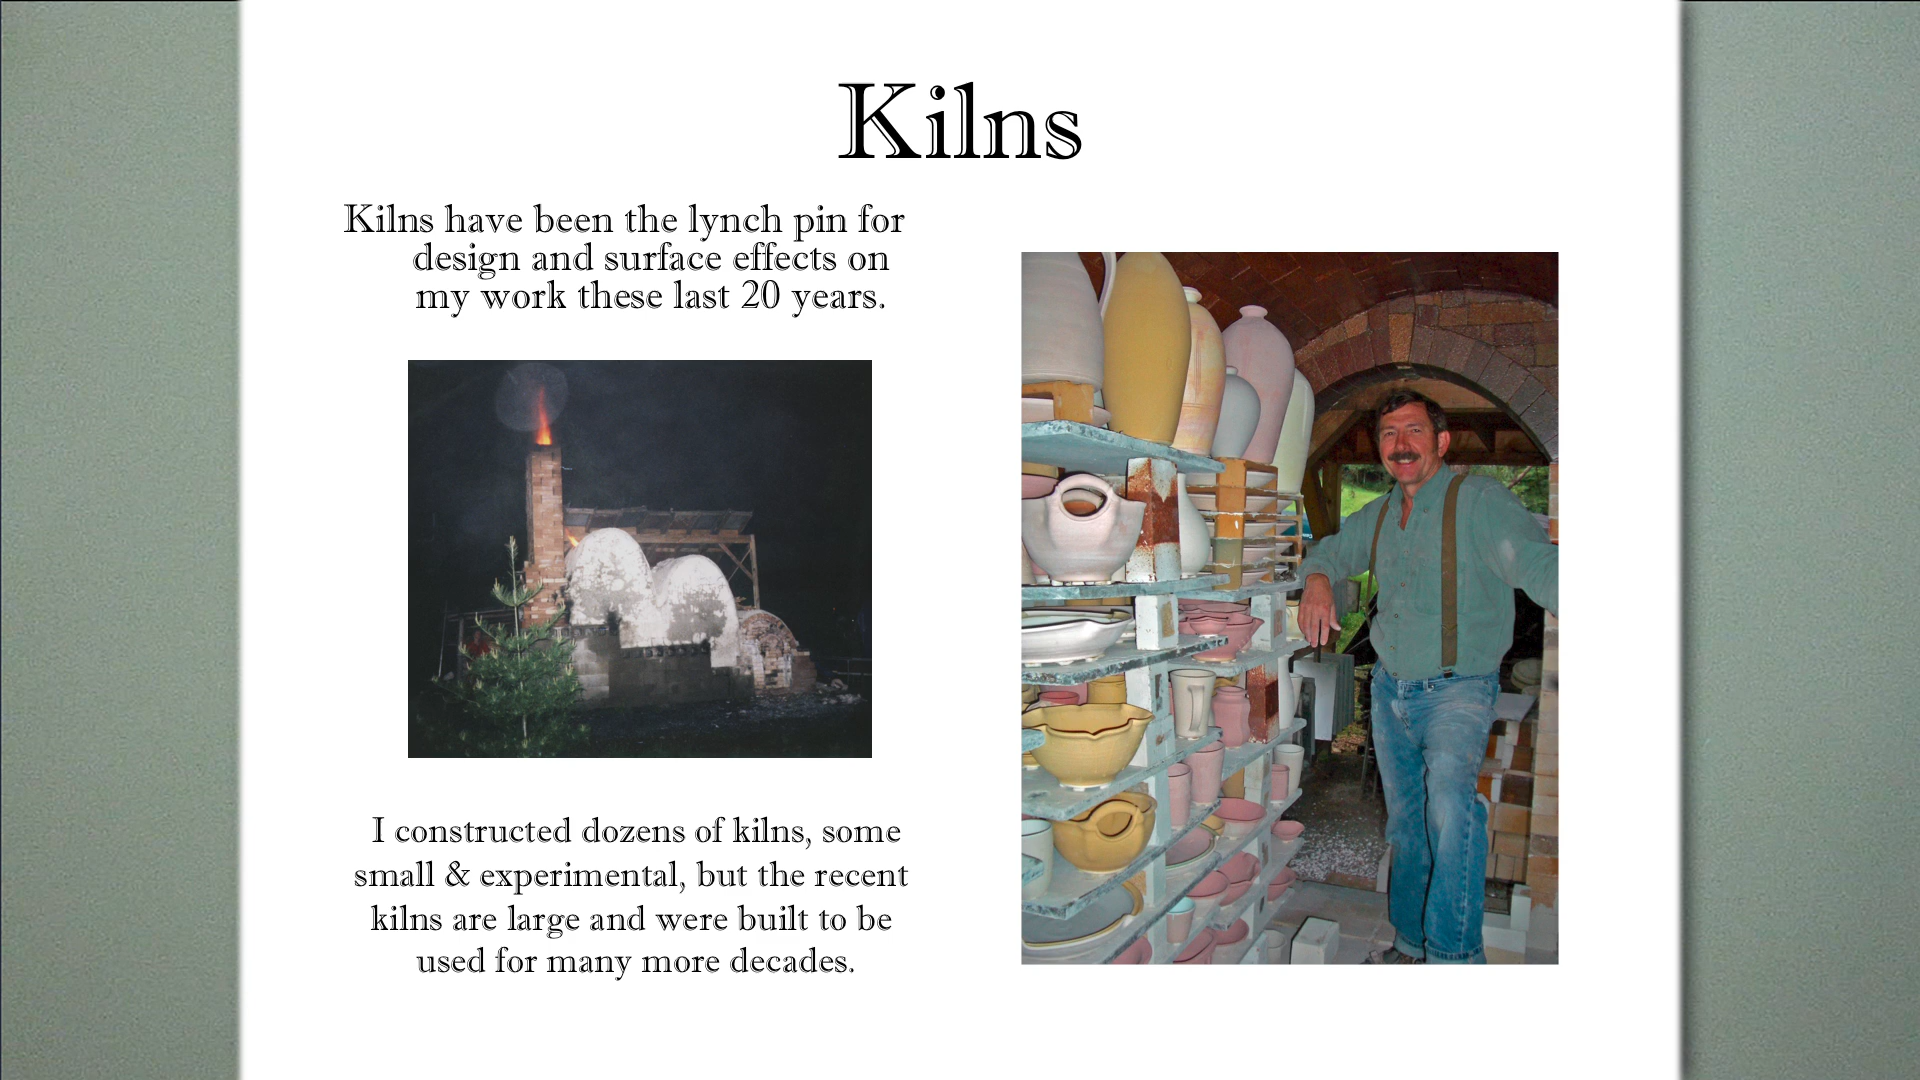 Kilns
Kilns have been the lynch pin for
design and surface effects on
my work these last 20 years.
I constructed dozens of kilns, some
small & experimental, but the recent
kilns are large and were built to be
used for many more decades.